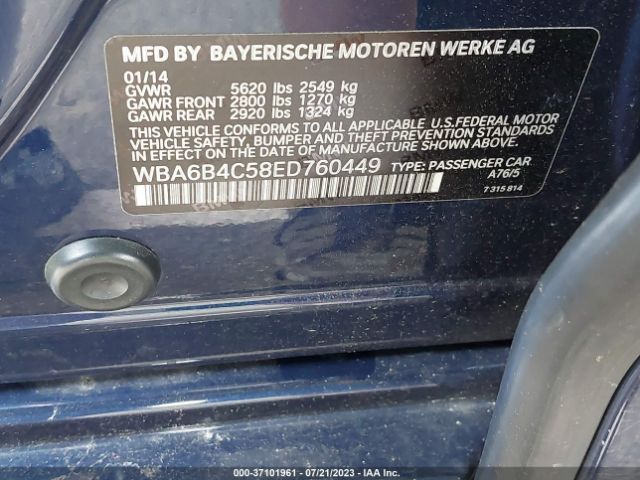 MFD BY BAYERISCHE MOTOREN WERKE AG
01/14
GVWR 5620 lbs 2549 kg
GAWR FRONT 2800 lbs 1270 kg
GAWR REAR 2920 lbs 1324 kg
THIS VEHICLE CONFORMS TO ALL APPLICABLE U.S.FEDERAL MOTOR
VEHICLE SAFETY, BUMPER AND THEFT PREVENTION STANDARDS
IN EFFECT ON THE DATE OF MANUFACTURE SHOWN ABOVE.
WBA6B4C58ED760449 TYPE: PASSENGER CAR
A76/5
7 315 814
000-37101961 - 07/21/2023 - IAA Inc.